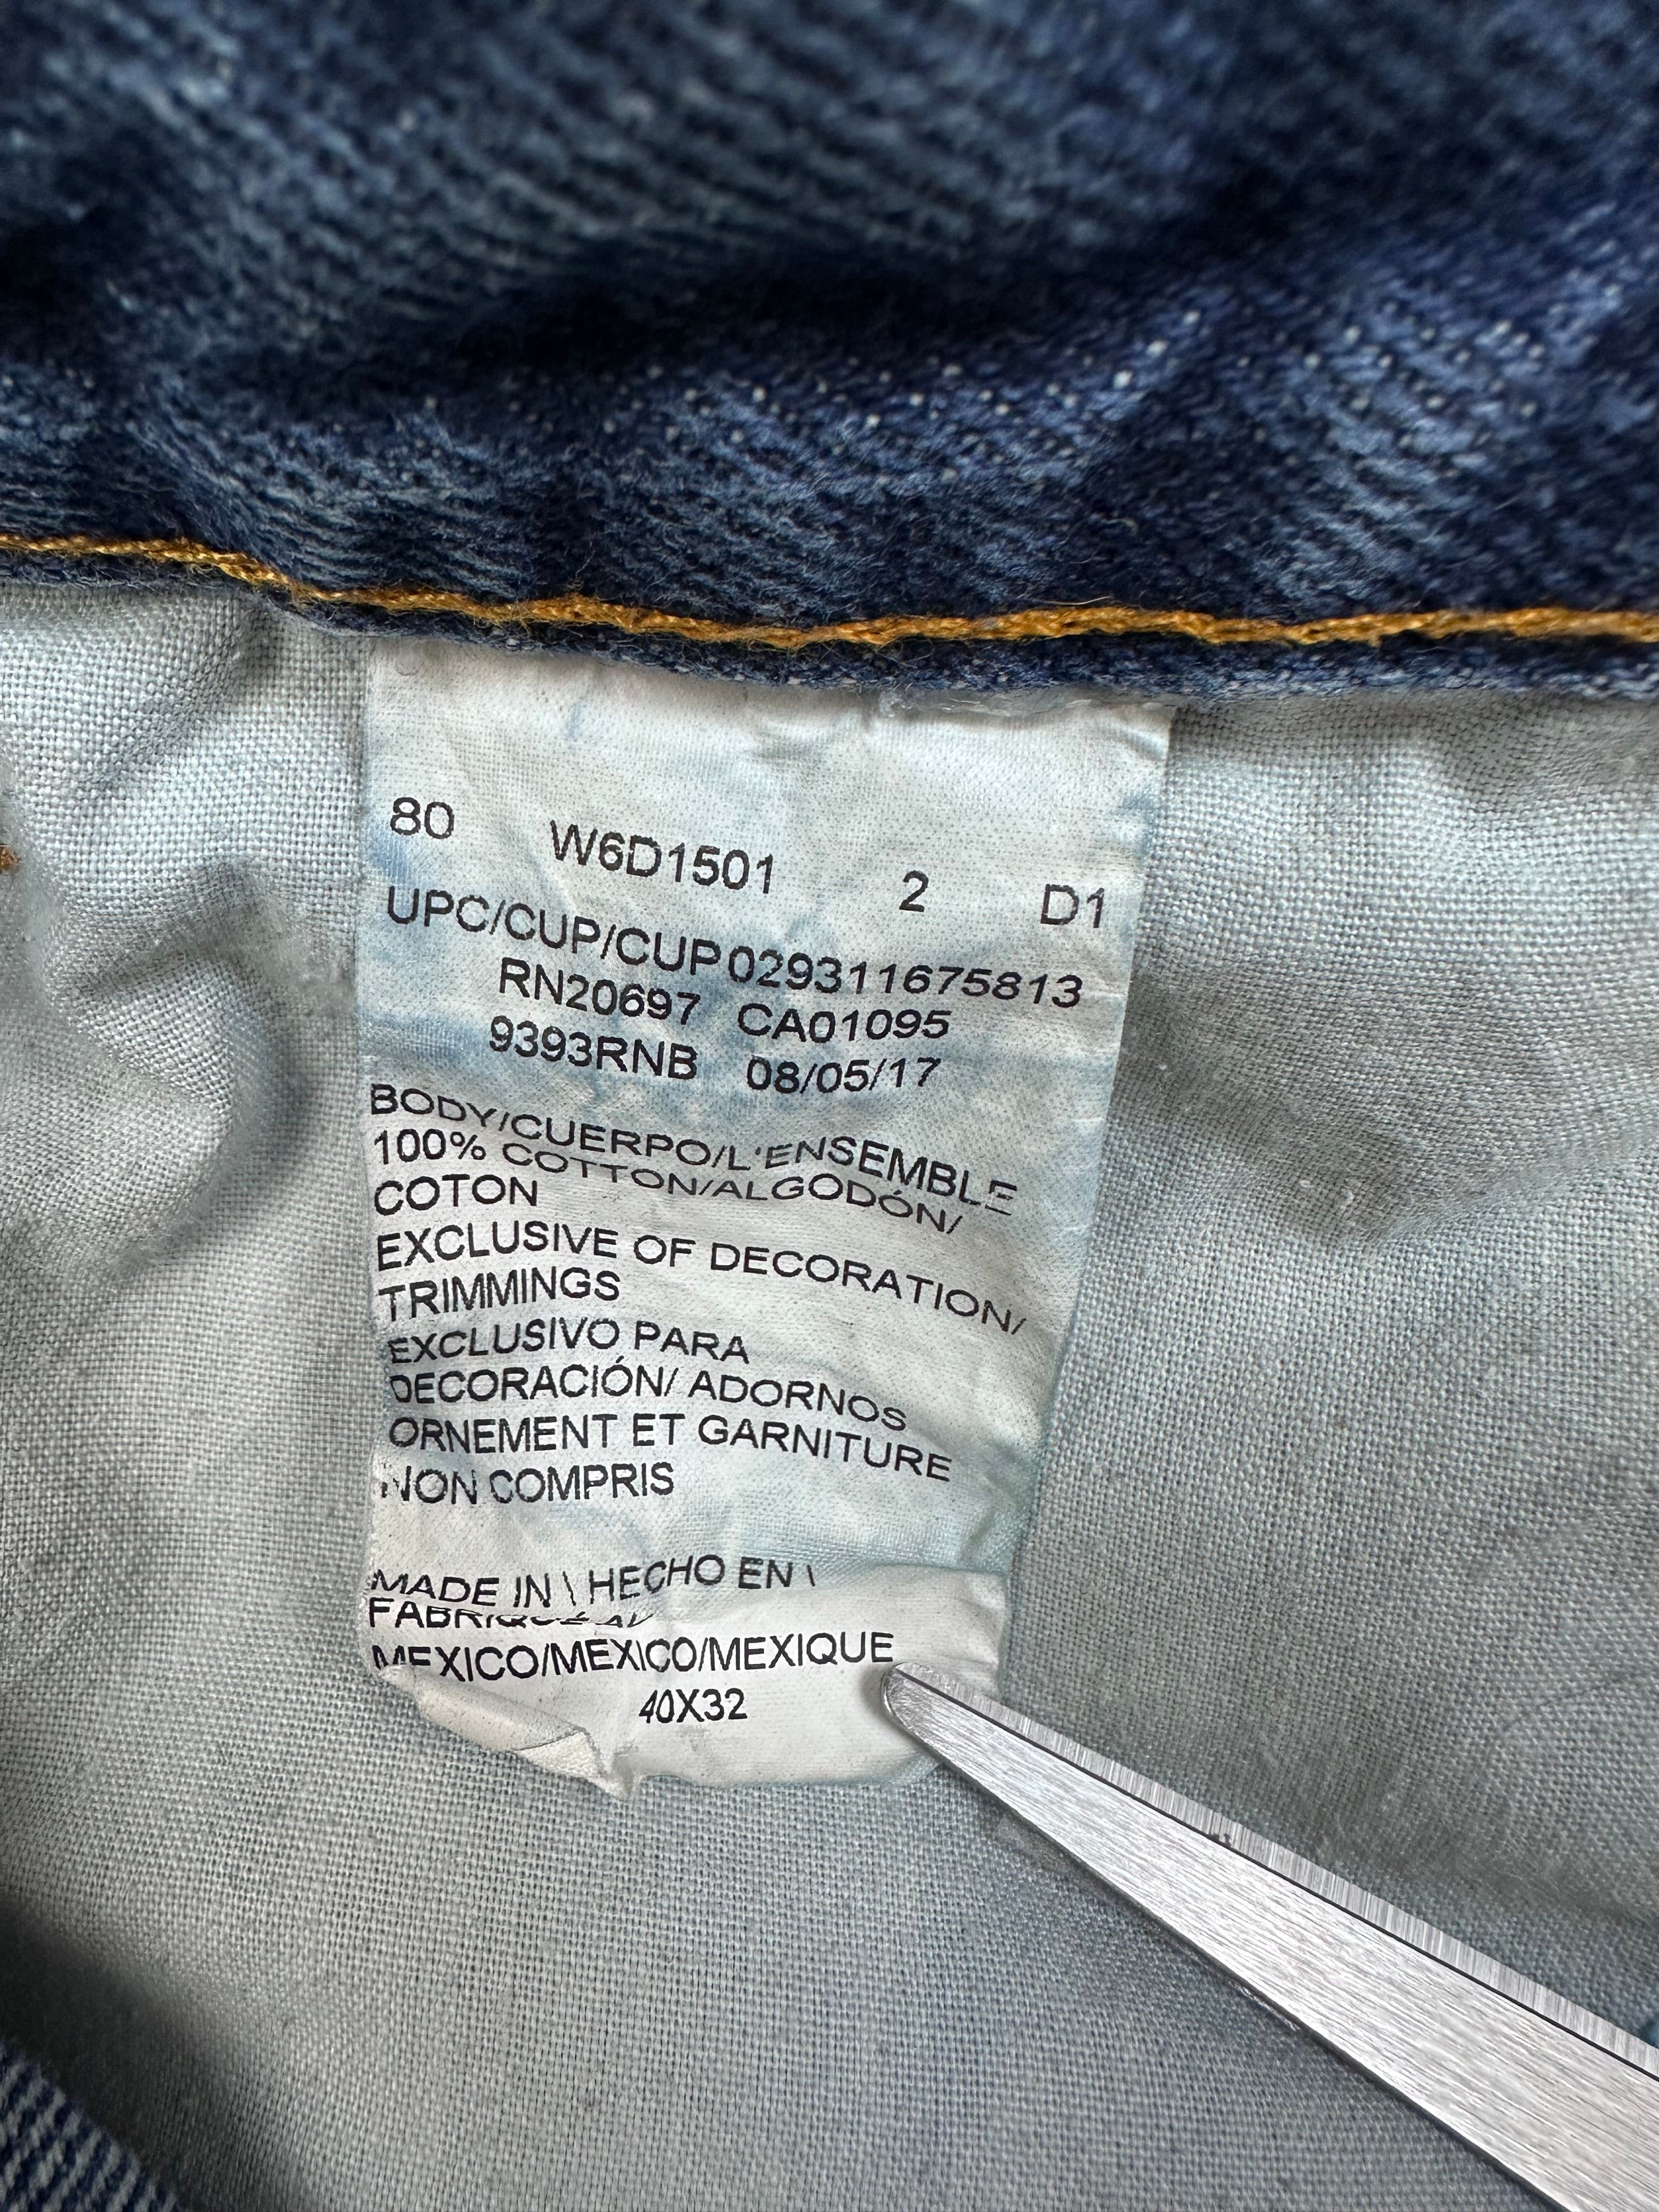 80 W6D1501 2 D1
UPC/CUP/CUP 029311675813
RN20697 CA01095
9393RNB 08/05/17
BODY/CUERPO/L'ENSEMBLE
100% COTTON/ALGODÓN/
COTON
EXCLUSIVE OF DECORATION/
TRIMMINGS
EXCLUSIVO PARA
DECORACIÓN/ ADORNOS
ORNEMENT ET GARNITURE
NON COMPRIS
MADE IN \ HECHO EN \
FABRIQUÉ AU
MEXICO/MEXICO/MEXIQUE
40X32